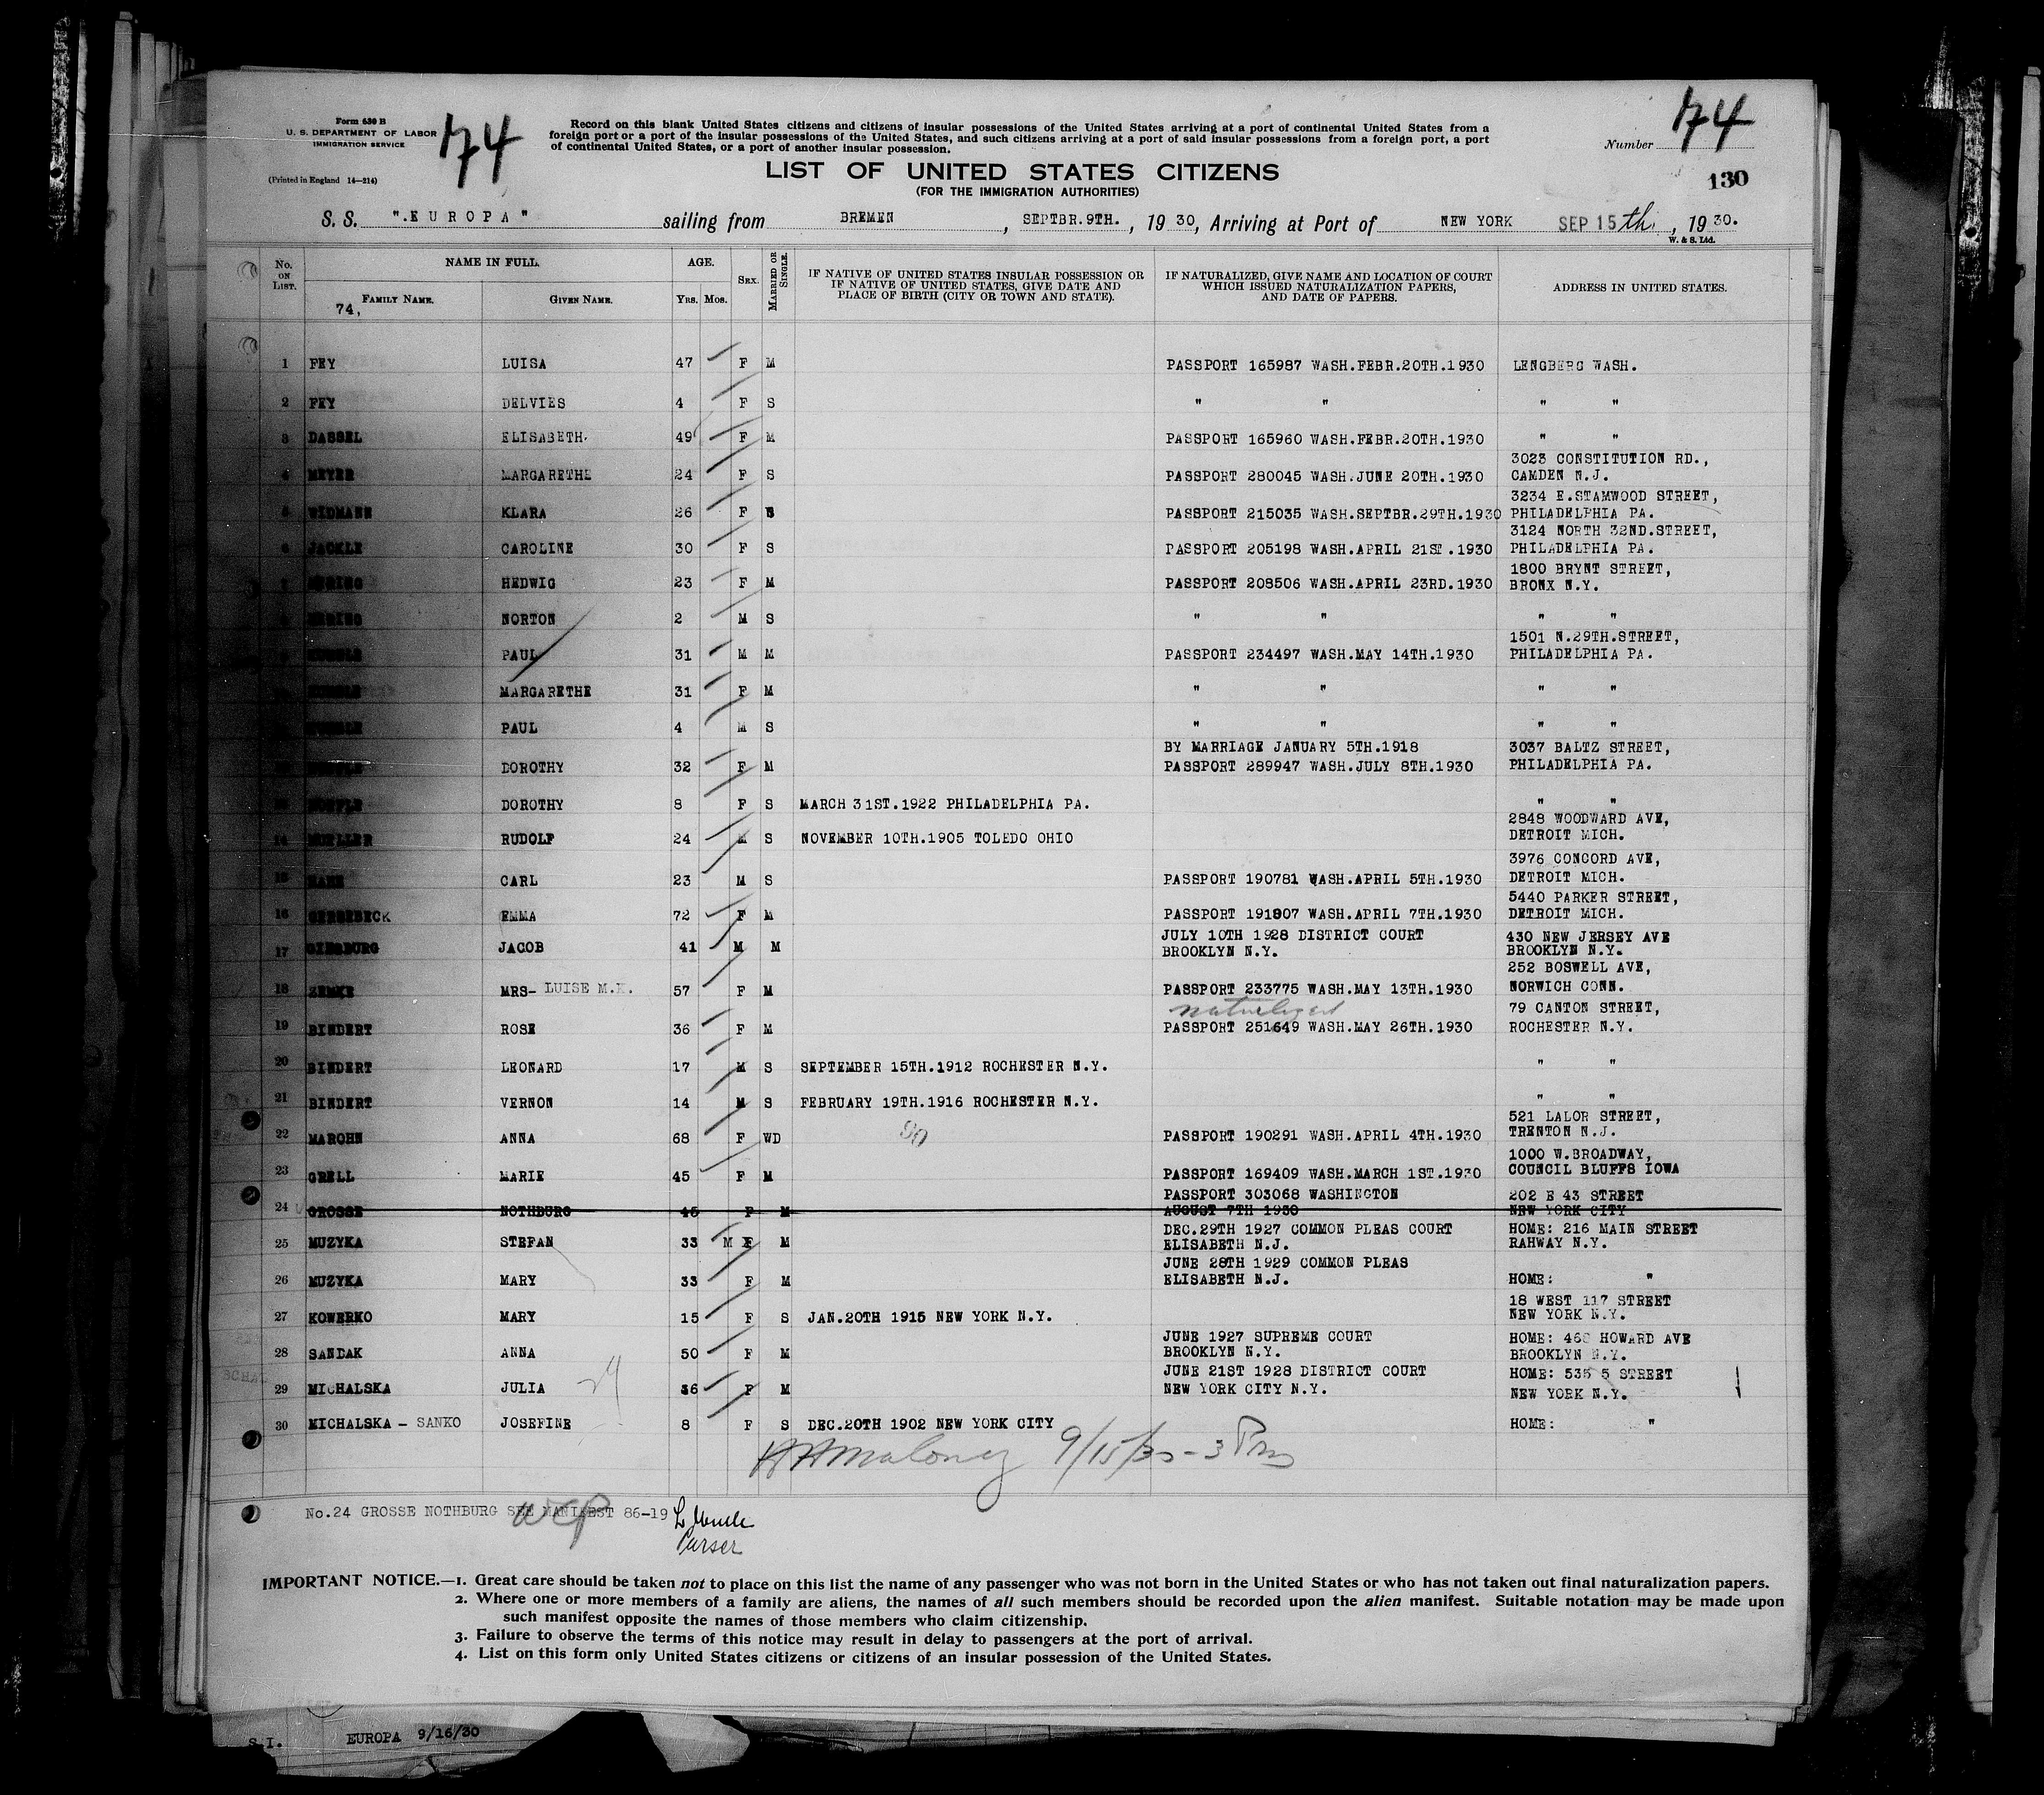 Form 630 B
U. S. DEPARTMENT OF LABOR
IMMIGRATION SERVICE
(Printed in England 14—214)
174
Record on this blank United States citizens and citizens of insular possessions of the United States arriving at a port of continental United States from a
foreign port or a port of the insular possessions of the United States, and such citizens arriving at a port of said insular possessions from a foreign port, a port
of continental United States, or a port of another insular possession.
LIST OF UNITED STATES CITIZENS
(FOR THE IMMIGRATION AUTHORITIES)
Number 174
130
S. S. ".EUROPA" sailing from BREMEN, SEPTBR.9TH., 19 30, Arriving at Port of NEW YORK SEP 15th, 19 30.
W. & S. Ltd.
No. ON LIST. NAME IN FULL. AGE. SEX. MARRIED OR SINGLE. IF NATIVE OF UNITED STATES INSULAR POSSESSION OR IF NATIVE OF UNITED STATES, GIVE DATE AND PLACE OF BIRTH (CITY OR TOWN AND STATE). IF NATURALIZED, GIVE NAME AND LOCATION OF COURT WHICH ISSUED NATURALIZATION PAPERS, AND DATE OF PAPERS. ADDRESS IN UNITED STATES.
74, FAMILY NAME. GIVEN NAME. YRS. MOS.
1 FEY LUISA 47 F M PASSPORT 165987 WASH.FEBR.20TH.1930 LENGBERG WASH.
2 FEY DELVIES 4 F S " " " "
3 DASSEL ELISABETH. 49 F M PASSPORT 165960 WASH.FEBR.20TH.1930 " "
3023 CONSTITUTION RD.,
4 MEYER MARGARETHE 24 F S PASSPORT 280045 WASH.JUNE 20TH.1930 CAMDEN N.J.
3234 E.STAMWOOD STREET,
5 WIDMANN KLARA 26 F PASSPORT 215035 WASH.SEPTBR.29TH.1930 PHILADELPHIA PA.
3124 NORTH 32ND.STREET,
6 JACKLE CAROLINE 30 F S PASSPORT 205198 WASH.APRIL 21ST.1930 PHILADELPHIA PA.
1800 BRYNT STREET,
HEDWIG 23 F M PASSPORT 208506 WASH.APRIL 23RD.1930 BRONX N.Y.
NORTON 2 M S " " " "
1501 N.29TH.STREET,
PAUL 31 M M PASSPORT 234497 WASH.MAY 14TH.1930 PHILADELPHIA PA.
MARGARETHE 31 F M " " " "
PAUL 4 M S " " " "
BY MARRIAGE JANUARY 5TH.1918 3037 BALTZ STREET,
DOROTHY 32 F M PASSPORT 289947 WASH.JULY 8TH.1930 PHILADELPHIA PA.
DOROTHY 8 F S MARCH 31ST.1922 PHILADELPHIA PA. " "
2848 WOODWARD AVE,
14 MUELLER RUDOLF 24 M S NOVEMBER 10TH.1905 TOLEDO OHIO DETROIT MICH.
3976 CONCORD AVE,
15 CARL 23 M S PASSPORT 190781 WASH.APRIL 5TH.1930 DETROIT MICH.
5440 PARKER STREET,
16 EMMA 72 F M PASSPORT 191807 WASH.APRIL 7TH.1930 DETROIT MICH.
JULY 10TH 1928 DISTRICT COURT 430 NEW JERSEY AVE
17 JACOB 41 M M BROOKLYN N.Y. BROOKLYN N.Y.
252 BOSWELL AVE,
18 ZEMKE MRS- LUISE M.K. 57 F M PASSPORT 233775 WASH.MAY 13TH.1930 NORWICH CONN.
naturalized 79 CANTON STREET,
19 BINDERT ROSE 36 F M PASSPORT 251649 WASH.MAY 26TH.1930 ROCHESTER N.Y.
20 BINDERT LEONARD 17 M S SEPTEMBER 15TH.1912 ROCHESTER N.Y. " "
21 BINDERT VERNON 14 M S FEBRUARY 19TH.1916 ROCHESTER N.Y. " "
521 LALOR STREET,
22 MAROHN ANNA 68 F WD 90 PASSPORT 190291 WASH.APRIL 4TH.1930 TRENTON N.J.
1000 W.BROADWAY,
23 GRELL MARIE 45 F M PASSPORT 169409 WASH.MARCH 1ST.1930 COUNCIL BLUFFS IOWA
PASSPORT 303068 WASHINGTON 202 E 43 STREET
24 GROSSE NOTHBURG 46 F M AUGUST 7TH 1930 NEW YORK CITY
DEC.29TH 1927 COMMON PLEAS COURT HOME: 216 MAIN STREET
25 MUZYKA STEFAN 33 M F M ELISABETH N.J. RAHWAY N.Y.
JUNE 28TH 1929 COMMON PLEAS
26 MUZYKA MARY 33 F M ELISABETH N.J. HOME: "
18 WEST 117 STREET
27 KOWERKO MARY 15 F S JAN.20TH 1915 NEW YORK N.Y. NEW YORK N.Y.
JUNE 1927 SUPREME COURT HOME: 468 HOWARD AVE
28 SANDAK ANNA 50 F M BROOKLYN N.Y. BROOKLYN N.Y.
JUNE 21ST 1928 DISTRICT COURT HOME: 535 5 STREET
29 MICHALSKA JULIA 36 F M NEW YORK CITY N.Y. NEW YORK N.Y.
30 MICHALSKA - SANKO JOSEFINE 8 F S DEC.20TH 1902 NEW YORK CITY HOME: "
Maloney 9/15/30 - 3 Pm
No.24 GROSSE NOTHBURG SEE MANIFEST 86-19
Purser
IMPORTANT NOTICE.—1. Great care should be taken not to place on this list the name of any passenger who was not born in the United States or who has not taken out final naturalization papers.
2. Where one or more members of a family are aliens, the names of all such members should be recorded upon the alien manifest. Suitable notation may be made upon
such manifest opposite the names of those members who claim citizenship.
3. Failure to observe the terms of this notice may result in delay to passengers at the port of arrival.
4. List on this form only United States citizens or citizens of an insular possession of the United States.
S.I. EUROPA 9/16/30